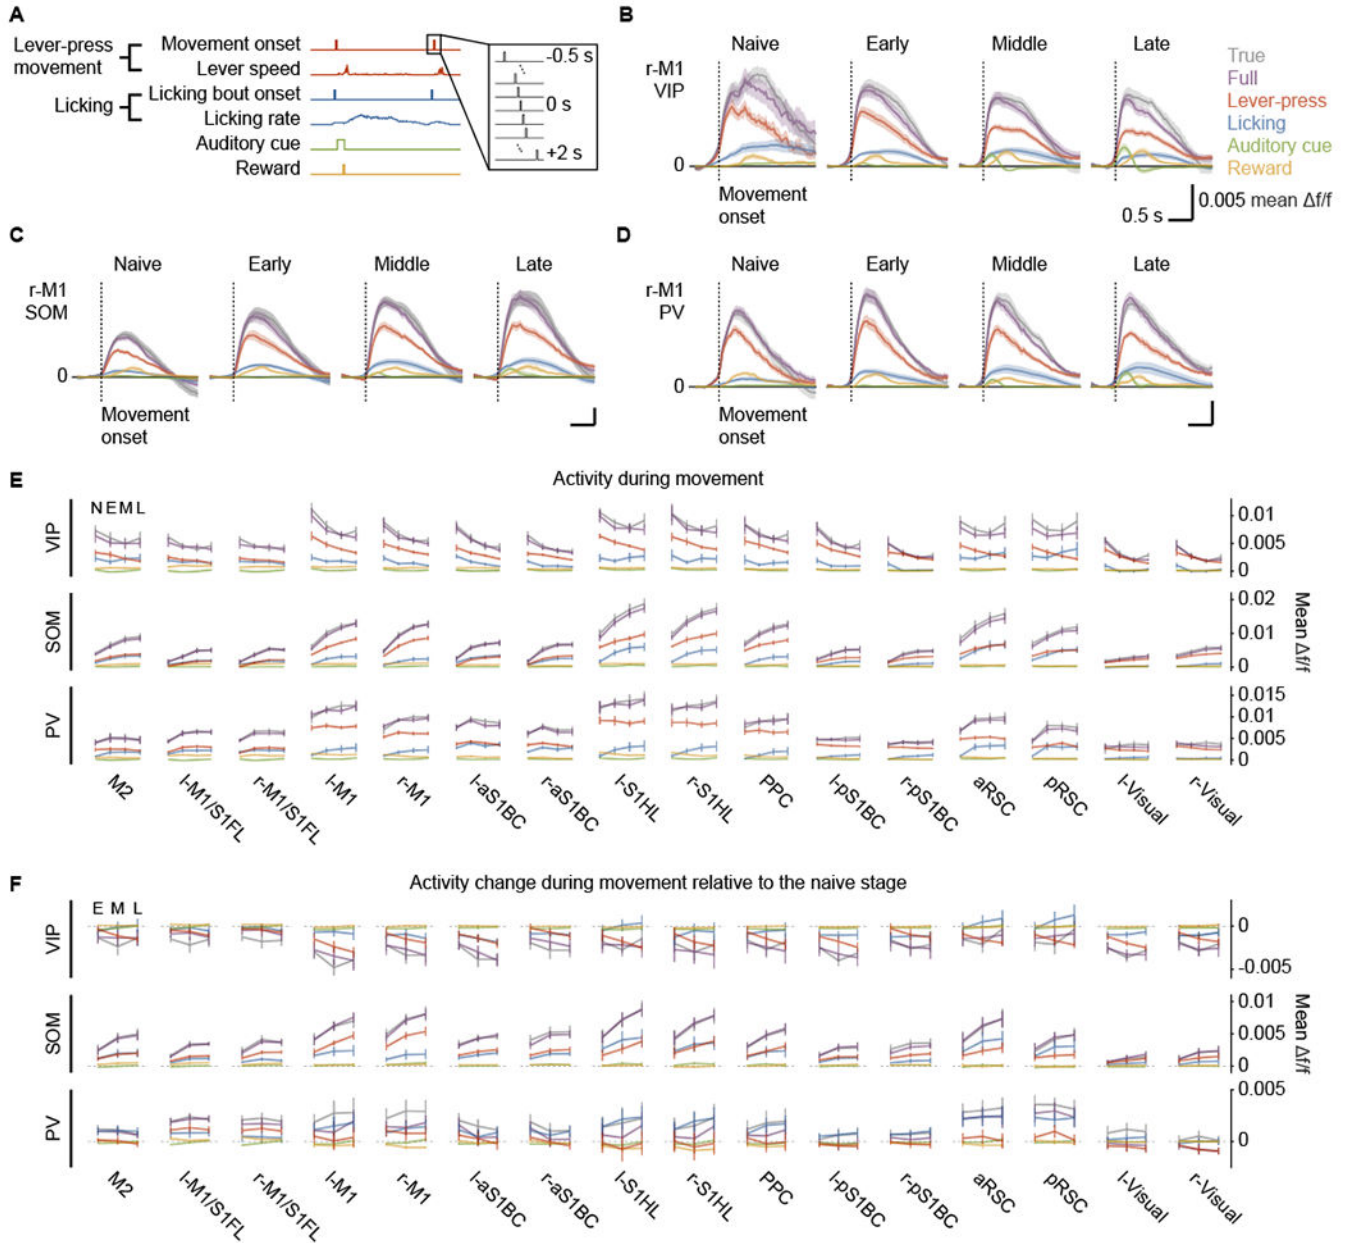 A
Lever-press
movement
Licking
Movement onset
Lever speed
Licking bout onset
Licking rate
Auditory cue
Reward
-0.5 s
0 s
+2 s
B
Naive Early Middle Late
r-M1
VIP
0
Movement
onset
True
Full
Lever-press
Licking
Auditory cue
Reward
0.5 s
0.005 mean Δf/f
C
Naive Early Middle Late
r-M1
SOM
0
Movement
onset
D
Naive Early Middle Late
r-M1
PV
0
Movement
onset
E
Activity during movement
N E M L
VIP
0.01
0.005
0
SOM
0.02
0.01
0
Mean Δf/f
PV
0.015
0.01
0.005
0
M2 l-M1/S1FL r-M1/S1FL l-M1 r-M1 l-aS1BC r-aS1BC l-S1HL r-S1HL PPC l-pS1BC r-pS1BC aRSC pRSC l-Visual r-Visual
F
Activity change during movement relative to the naive stage
E M L
VIP
0
-0.005
SOM
0.01
0.005
0
Mean Δf/f
PV
0.005
0
M2 l-M1/S1FL r-M1/S1FL l-M1 r-M1 l-aS1BC r-aS1BC l-S1HL r-S1HL PPC l-pS1BC r-pS1BC aRSC pRSC l-Visual r-Visual